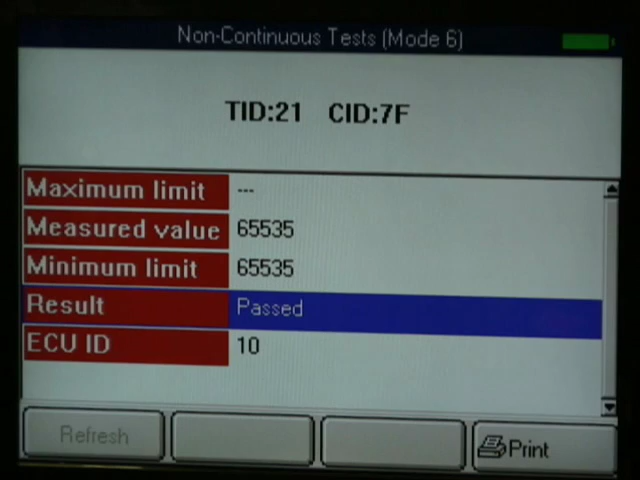 Non-Continuous Tests (Mode 6)
TID:21 CID:7F
Maximum limit ---
Measured value 65535
Minimum limit 65535
Result Passed
ECU ID 10
Refresh Print